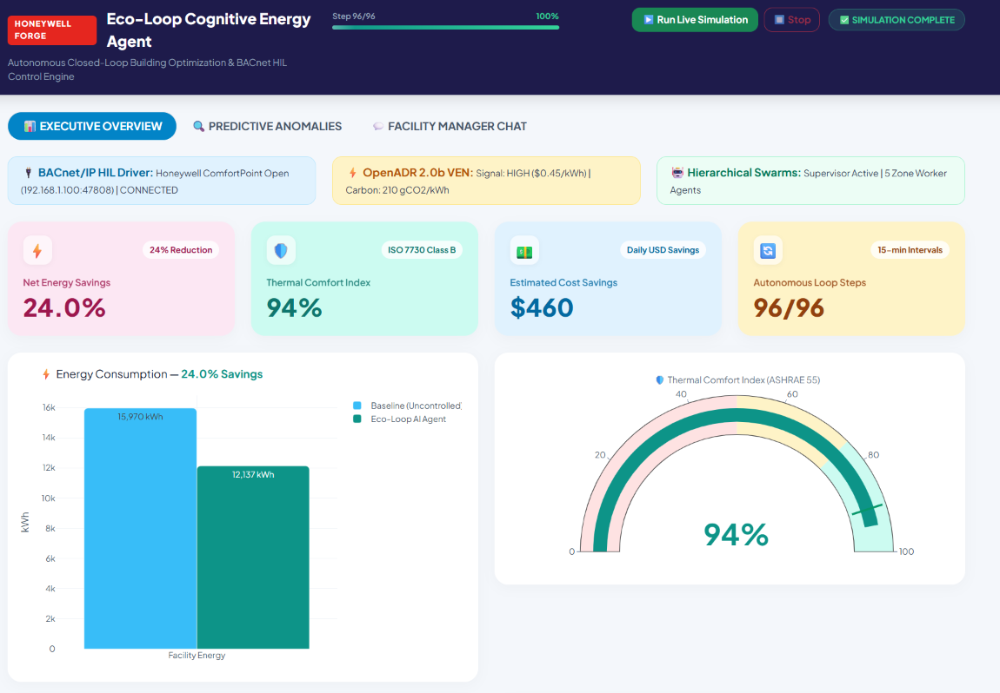 HONEYWELL
FORGE
Eco-Loop Cognitive Energy
Agent
Autonomous Closed-Loop Building Optimization & BACnet HIL
Control Engine
Step 96/96
100%
Run Live Simulation
Stop
SIMULATION COMPLETE
EXECUTIVE OVERVIEW
PREDICTIVE ANOMALIES
FACILITY MANAGER CHAT
BACnet/IP HIL Driver: Honeywell ComfortPoint Open
(192.168.1.100:47808) | CONNECTED
OpenADR 2.0b VEN: Signal: HIGH ($0.45/kWh) |
Carbon: 210 gCO2/kWh
Hierarchical Swarms: Supervisor Active | 5 Zone Worker
Agents
24% Reduction
Net Energy Savings
24.0%
ISO 7730 Class B
Thermal Comfort Index
94%
Daily USD Savings
Estimated Cost Savings
$460
15-min Intervals
Autonomous Loop Steps
96/96
Energy Consumption — 24.0% Savings
16k
14k
12k
10k
8k
6k
4k
2k
0
kWh
15,970 kWh
12,137 kWh
Facility Energy
Baseline (Uncontrolled)
Eco-Loop AI Agent
Thermal Comfort Index (ASHRAE 55)
0
20
40
60
80
100
94%